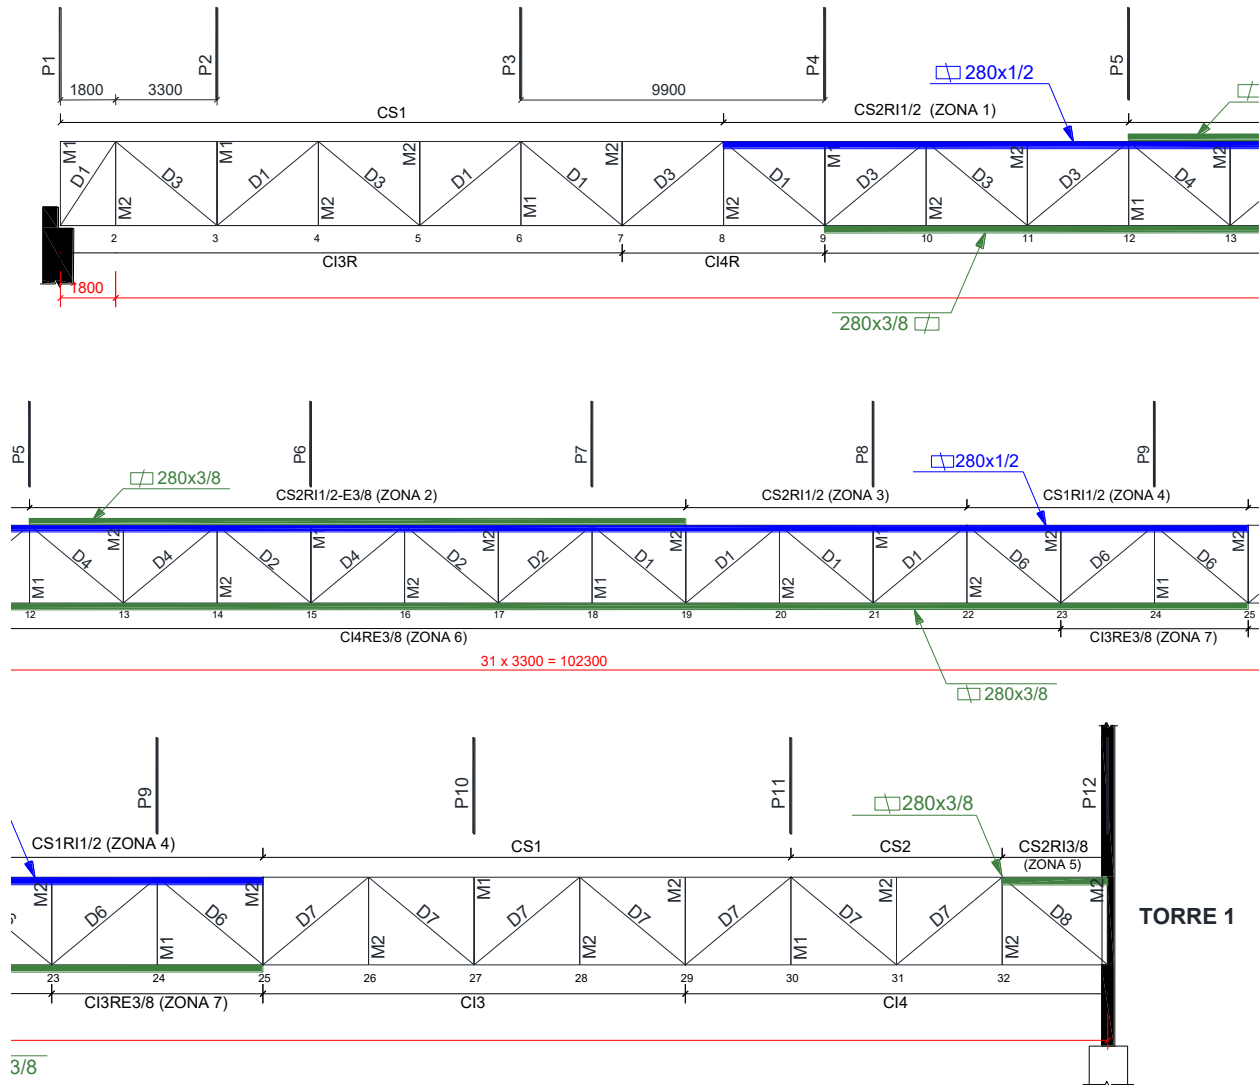 P1
P2
P3
P4
P5
1800
3300
9900
280x1/2
CS1
CS2RI1/2 (ZONA 1)
M1
D1
M2
D3
M1
D1
M2
D3
M2
D1
M1
D1
M2
D3
M2
D1
M1
D3
M2
D3
M2
D3
M1
D4
M2
2
3
4
5
6
7
8
9
10
11
12
13
CI3R
CI4R
1800
280x3/8
P5
P6
P7
P8
P9
280x3/8
280x1/2
CS2RI1/2-E3/8 (ZONA 2)
CS2RI1/2 (ZONA 3)
CS1RI1/2 (ZONA 4)
M1
D4
M2
D4
M2
D2
M1
D4
M2
D2
M2
D2
M1
D1
M2
D1
M2
D1
M1
D1
M2
D6
M2
D6
M1
D6
M2
12
13
14
15
16
17
18
19
20
21
22
23
24
25
CI4RE3/8 (ZONA 6)
CI3RE3/8 (ZONA 7)
31 x 3300 = 102300
280x3/8
P9
P10
P11
P12
280x3/8
CS1RI1/2 (ZONA 4)
CS1
CS2
CS2RI3/8
(ZONA 5)
M2
D6
M1
D6
M2
D7
M2
D7
M1
D7
M2
D7
M2
D7
M1
D7
M2
D7
M2
D8
M2
TORRE 1
23
24
25
26
27
28
29
30
31
32
CI3RE3/8 (ZONA 7)
CI3
CI4
3/8